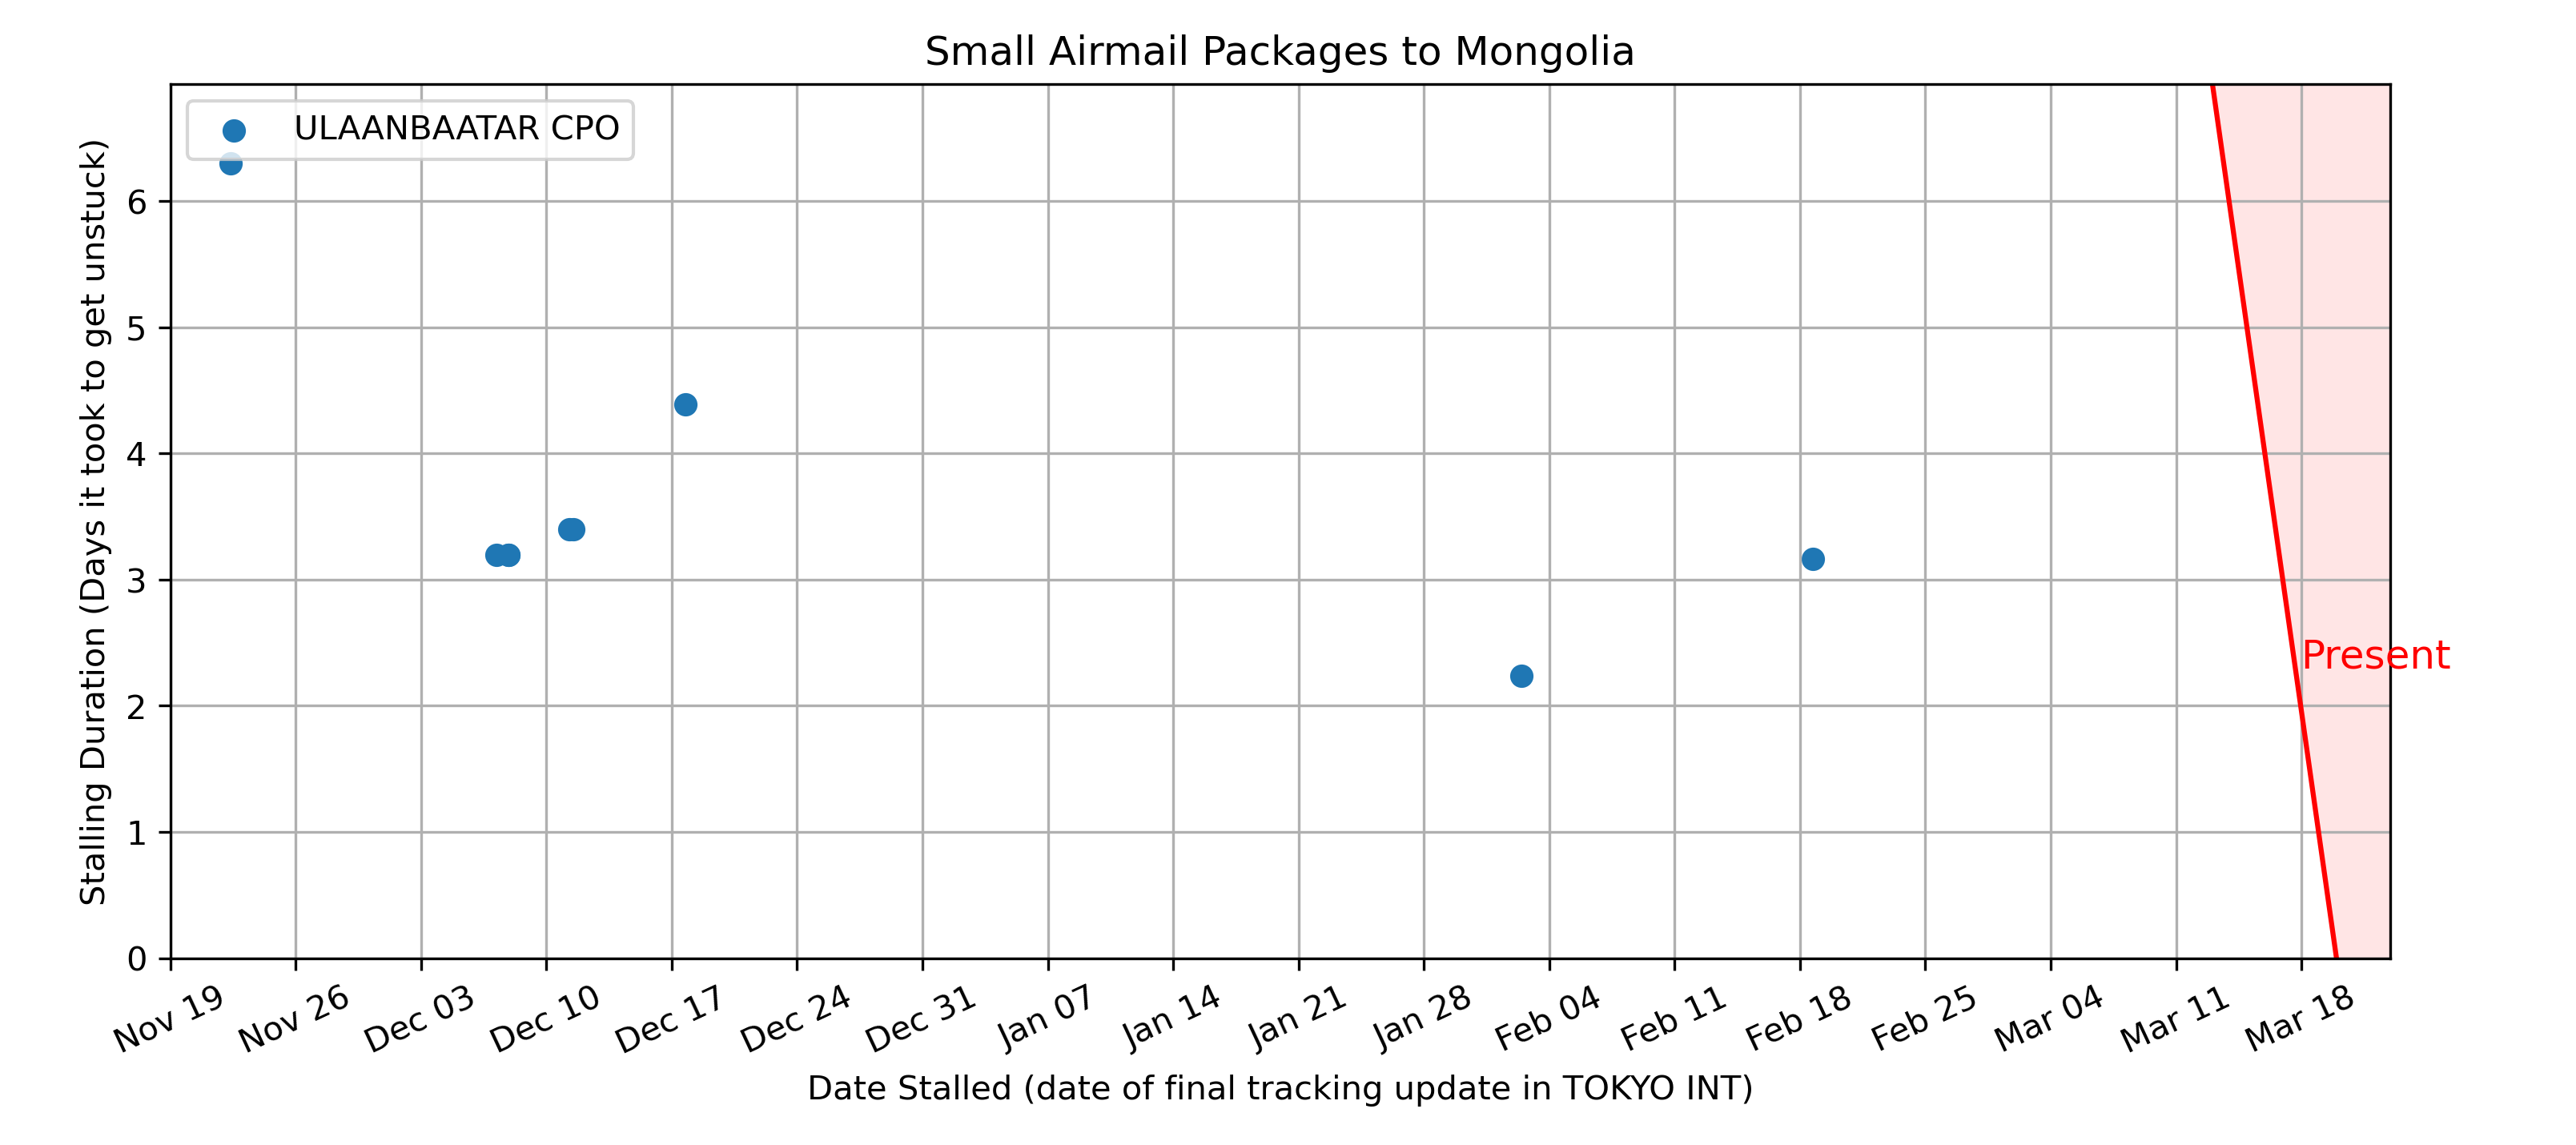 Small Airmail Packages to Mongolia
ULAANBAATAR CPO
Stalling Duration (Days it took to get unstuck)
6
5
4
3
2
1
0
Present
Nov 19
Nov 26
Dec 03
Dec 10
Dec 17
Dec 24
Dec 31
Jan 07
Jan 14
Jan 21
Jan 28
Feb 04
Feb 11
Feb 18
Feb 25
Mar 04
Mar 11
Mar 18
Date Stalled (date of final tracking update in TOKYO INT)